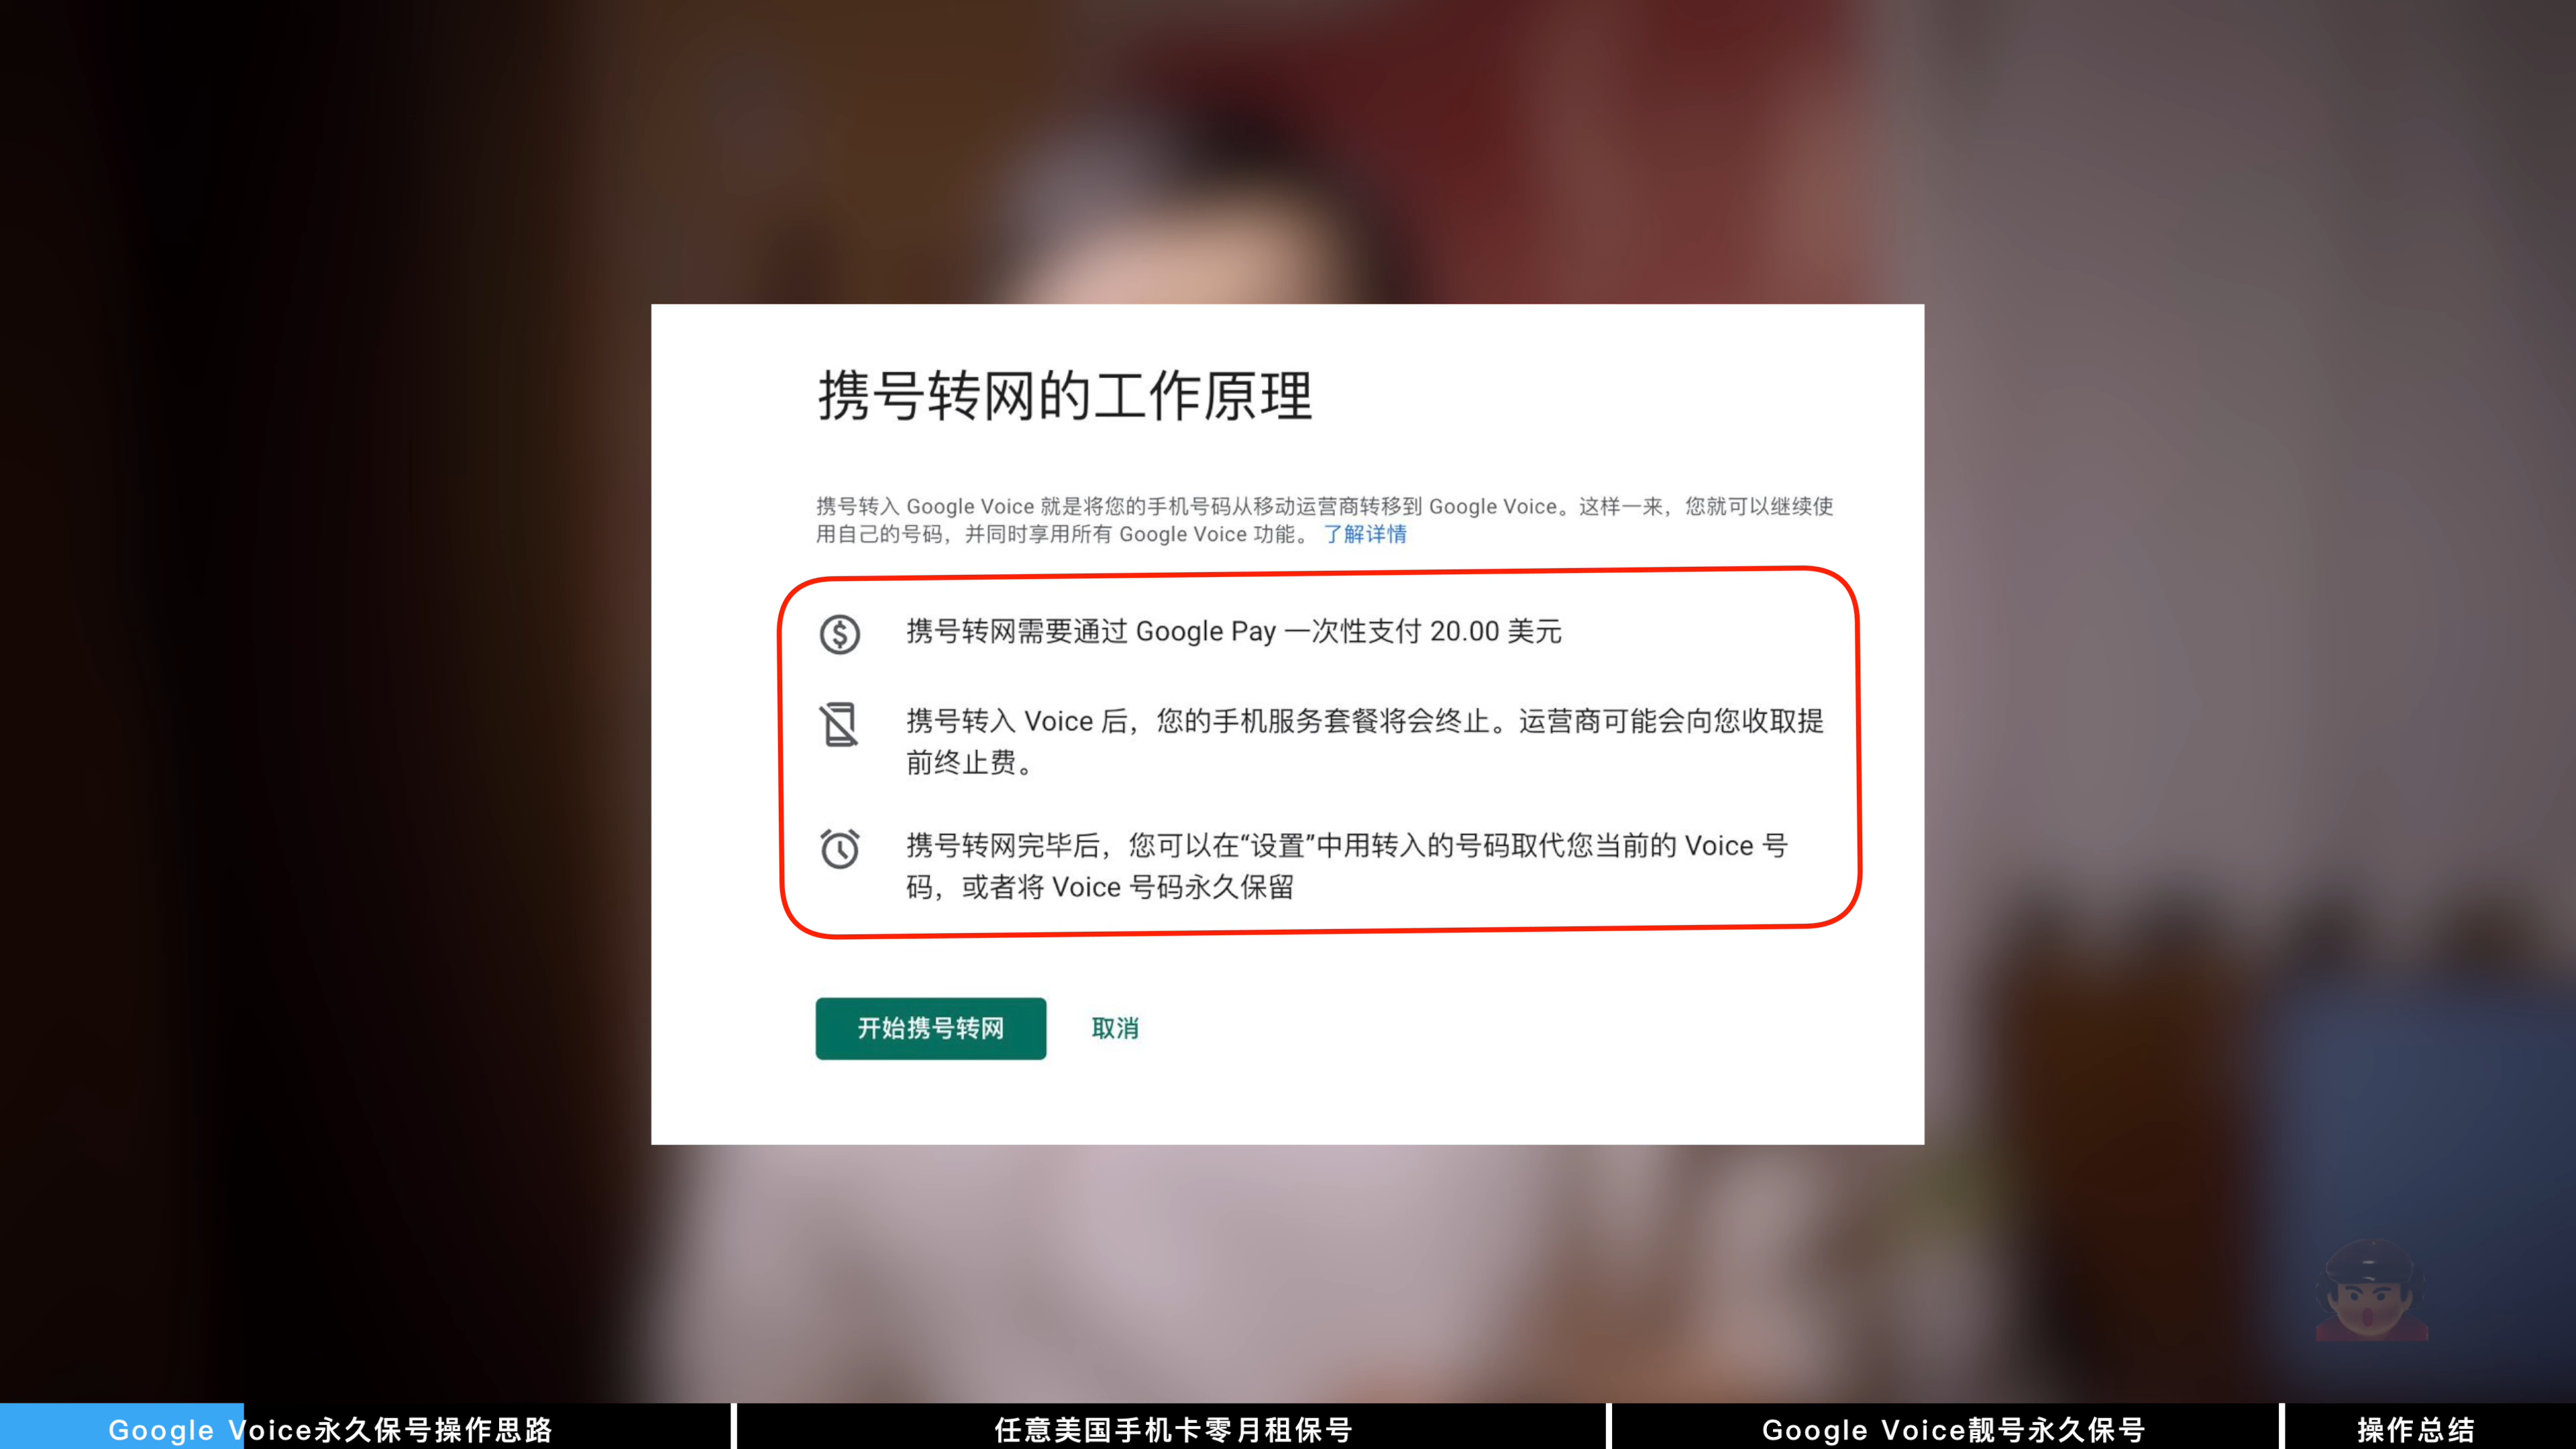 携号转网的工作原理
携号转入 Google Voice 就是将您的手机号码从移动运营商转移到 Google Voice。这样一来，您就可以继续使
用自己的号码，并同时享用所有 Google Voice 功能。 了解详情
携号转网需要通过 Google Pay 一次性支付 20.00 美元
携号转入 Voice 后，您的手机服务套餐将会终止。运营商可能会向您收取提
前终止费。
携号转网完毕后，您可以在“设置”中用转入的号码取代您当前的 Voice 号
码，或者将 Voice 号码永久保留
开始携号转网 取消
Google Voice永久保号操作思路 任意美国手机卡零月租保号 Google Voice靓号永久保号 操作总结